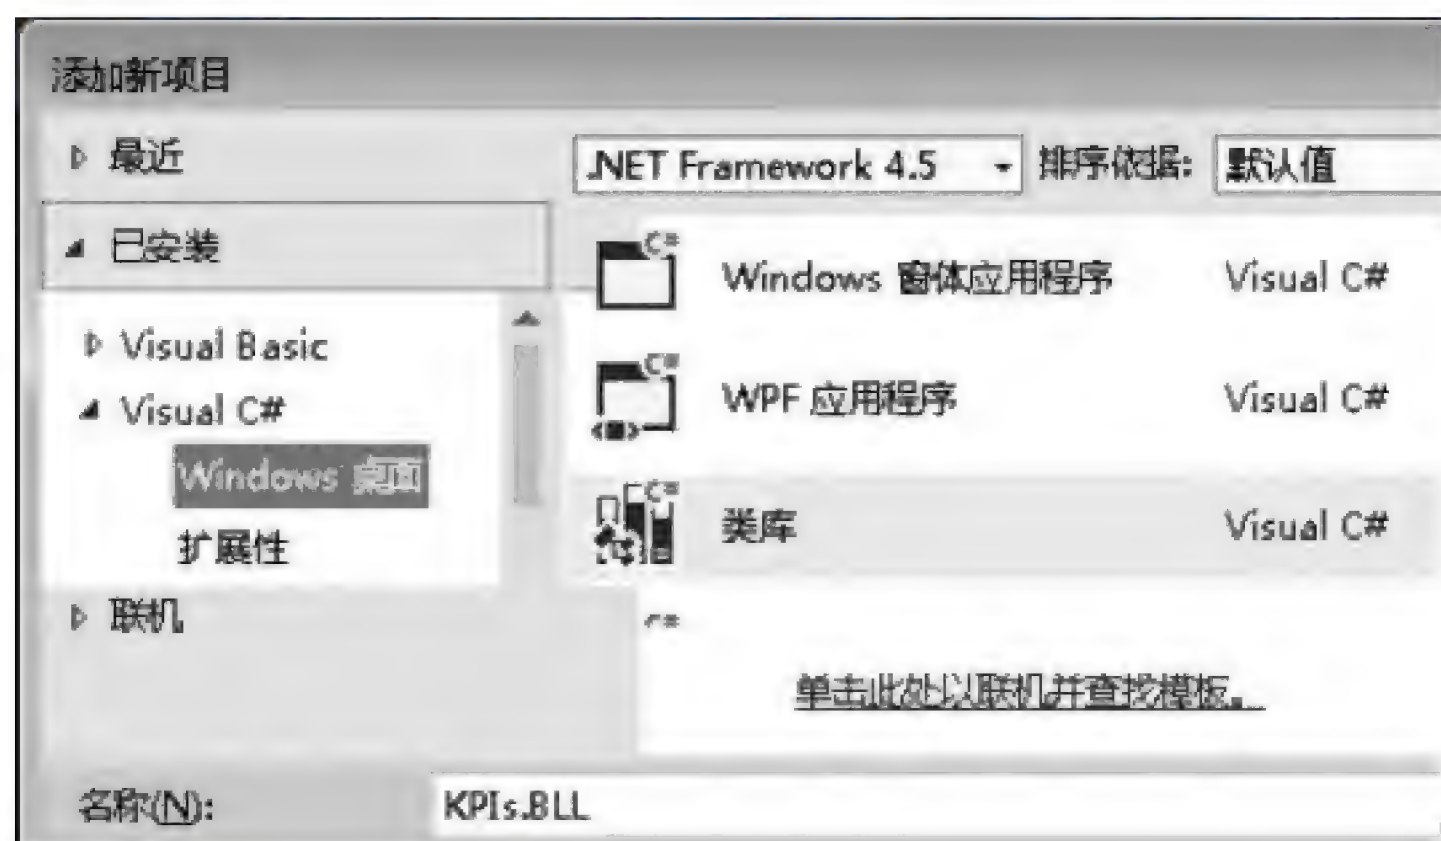 添加新项目
最近
.NET Framework 4.5 排序依据: 默认值
已安装
Windows 窗体应用程序 Visual C#
Visual Basic
Visual C#
WPF 应用程序 Visual C#
Windows 桌面
类库 Visual C#
扩展性
联机
单击此处以联机并查找模板。
名称(N): KPIs.BLL